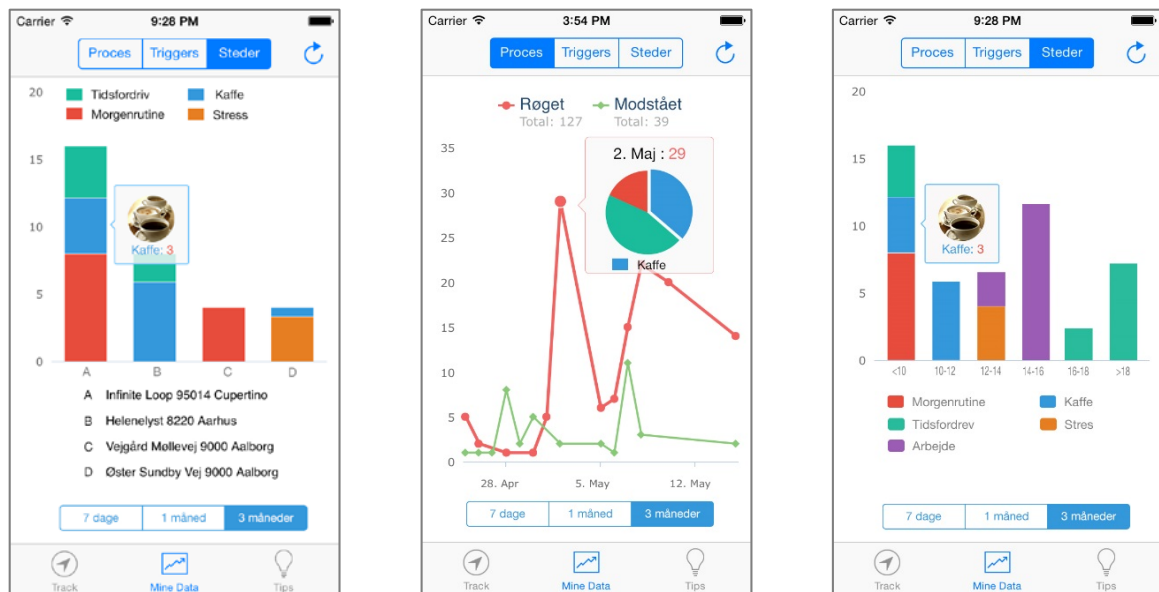 Carrier 9:28 PM
Proces Triggers Steder
20
Tidsfordriv Kaffe
Morgenrutine Stress
15
Kaffe: 3
10
5
0
A B C D
A Infinite Loop 95014 Cupertino
B Helenelyst 8220 Aarhus
C Vejgård Møllevej 9000 Aalborg
D Øster Sundby Vej 9000 Aalborg
7 dage 1 måned 3 måneder
Track Mine Data Tips
Carrier 3:54 PM
Proces Triggers Steder
Røget Modstået
Total: 127 Total: 39
35
2. Maj : 29
30
25
Kaffe
20
15
10
5
0
28. Apr 5. May 12. May
7 dage 1 måned 3 måneder
Track Mine Data Tips
Carrier 9:28 PM
Proces Triggers Steder
20
15
Kaffe: 3
10
5
0
<10 10-12 12-14 14-16 16-18 >18
Morgenrutine Kaffe
Tidsfordrev Stres
Arbejde
7 dage 1 måned 3 måneder
Track Mine Data Tips